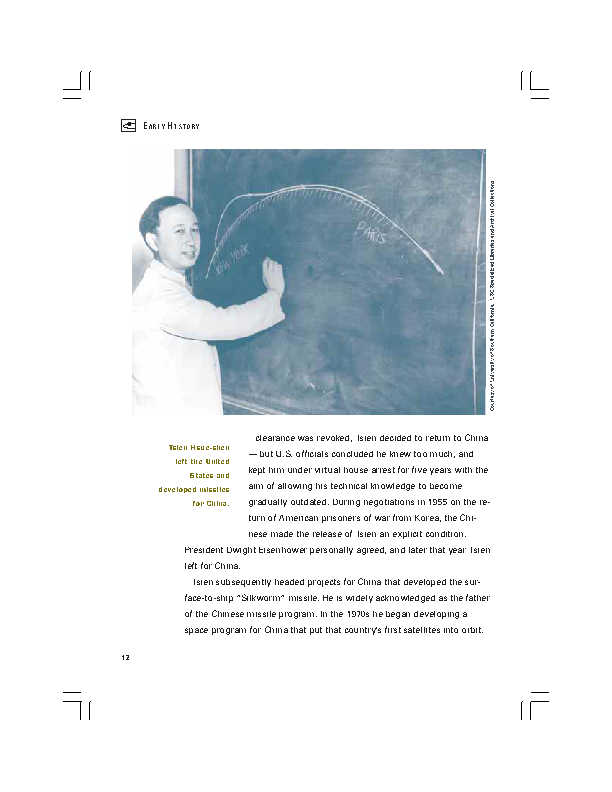 EARLY HISTORY
NEW YORK
PARIS
Courtesy of University of Southern California, USC Specialized Libraries and Archival Collections
Tsien Hsue-shen
left the United
States and
developed missiles
for China.
clearance was revoked, Tsien decided to return to China
— but U.S. officials concluded he knew too much, and
kept him under virtual house arrest for five years with the
aim of allowing his technical knowledge to become
gradually outdated. During negotiations in 1955 on the re-
turn of American prisoners of war from Korea, the Chi-
nese made the release of Tsien an explicit condition.
President Dwight Eisenhower personally agreed, and later that year Tsien
left for China.
Tsien subsequently headed projects for China that developed the sur-
face-to-ship “Silkworm” missile. He is widely acknowledged as the father
of the Chinese missile program. In the 1970s he began developing a
space program for China that put that country's first satellites into orbit.
12